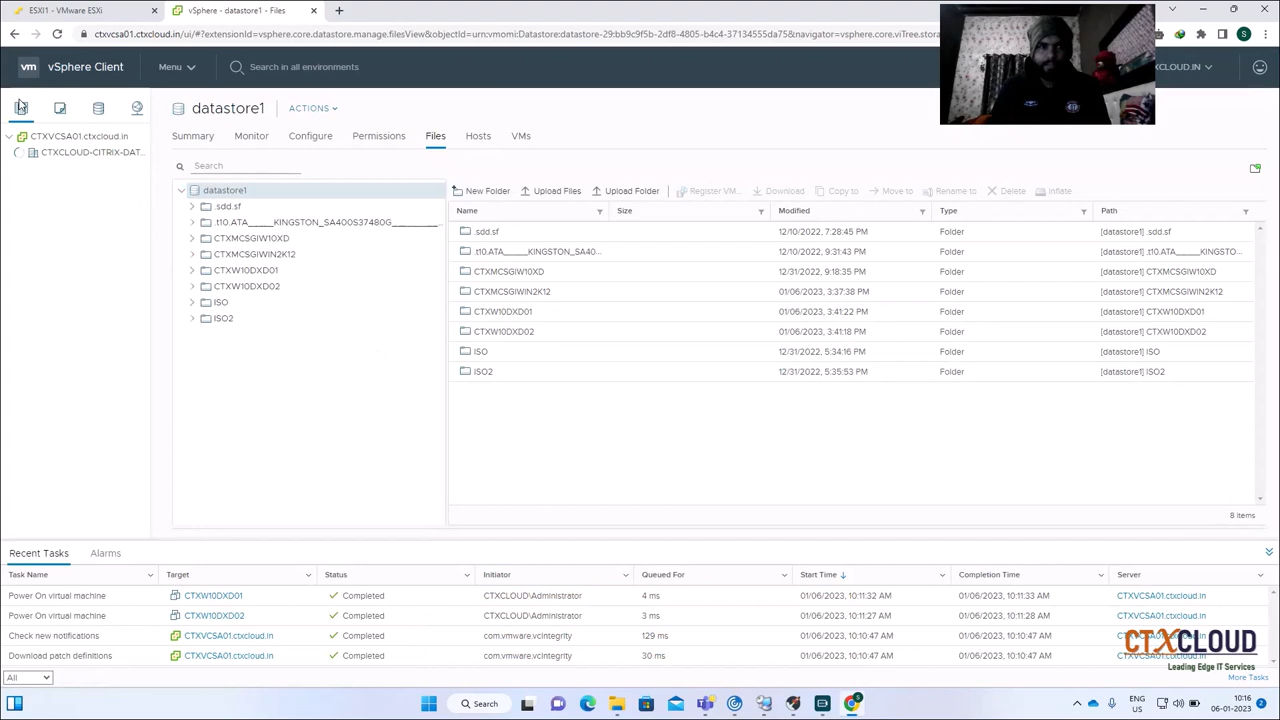 ESXI1 - VMware ESXi
vSphere - datastore1 - Files
ctxvcsa01.ctxcloud.in/ui/#?extensionId=vsphere.core.datastore.manage.filesView&objectId=urn:vmomi:Datastore:datastore-29:bb9c9f5b-2df8-4805-b4c4-37134555da75&navigator=vsphere.core.viTree.stora
S
vm vSphere Client Menu Search in all environments
XCLOUD.IN
datastore1 ACTIONS
CTXVCSA01.ctxcloud.in
CTXCLOUD-CITRIX-DAT...
Summary Monitor Configure Permissions Files Hosts VMs
Search
datastore1
.sdd.sf
.t10.ATA_____KINGSTON_SA400S37480G__________...
CTXMCSGIW10XD
CTXMCSGIWIN2K12
CTXW10DXD01
CTXW10DXD02
ISO
ISO2
New Folder Upload Files Upload Folder Register VM... Download Copy to Move to Rename to Delete Inflate
Name Size Modified Type Path
.sdd.sf 12/10/2022, 7:28:45 PM Folder [datastore1] .sdd.sf
.t10.ATA_____KINGSTON_SA40... 12/10/2022, 9:31:43 PM Folder [datastore1] .t10.ATA_____KINGSTO...
CTXMCSGIW10XD 12/31/2022, 9:18:35 PM Folder [datastore1] CTXMCSGIW10XD
CTXMCSGIWIN2K12 01/06/2023, 3:37:38 PM Folder [datastore1] CTXMCSGIWIN2K12
CTXW10DXD01 01/06/2023, 3:41:22 PM Folder [datastore1] CTXW10DXD01
CTXW10DXD02 01/06/2023, 3:41:18 PM Folder [datastore1] CTXW10DXD02
ISO 12/31/2022, 5:34:16 PM Folder [datastore1] ISO
ISO2 12/31/2022, 5:35:53 PM Folder [datastore1] ISO2
8 items
Recent Tasks Alarms
Task Name Target Status Initiator Queued For Start Time Completion Time Server
Power On virtual machine CTXW10DXD01 Completed CTXCLOUD\Administrator 4 ms 01/06/2023, 10:11:32 AM 01/06/2023, 10:11:33 AM CTXVCSA01.ctxcloud.in
Power On virtual machine CTXW10DXD02 Completed CTXCLOUD\Administrator 3 ms 01/06/2023, 10:11:27 AM 01/06/2023, 10:11:28 AM CTXVCSA01.ctxcloud.in
Check new notifications CTXVCSA01.ctxcloud.in Completed com.vmware.vcIntegrity 129 ms 01/06/2023, 10:10:47 AM 01/06/2023, 10:10:47 AM CTXVCSA01.ctxcloud.in
Download patch definitions CTXVCSA01.ctxcloud.in Completed com.vmware.vcIntegrity 30 ms 01/06/2023, 10:10:47 AM 01/06/2023, 10:10:47 AM CTXVCSA01.ctxcloud.in
CTXCLOUD
Leading Edge IT Services
All More Tasks
Search
ENG
US
10:16
06-01-2023
2